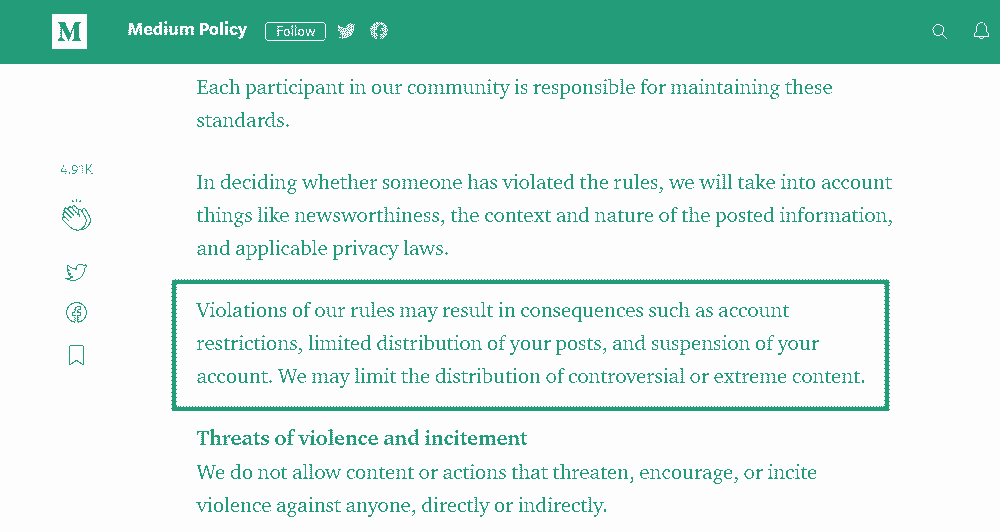 M Medium Policy Follow
Each participant in our community is responsible for maintaining these
standards.
4.91K
In deciding whether someone has violated the rules, we will take into account
things like newsworthiness, the context and nature of the posted information,
and applicable privacy laws.
Violations of our rules may result in consequences such as account
restrictions, limited distribution of your posts, and suspension of your
account. We may limit the distribution of controversial or extreme content.
Threats of violence and incitement
We do not allow content or actions that threaten, encourage, or incite
violence against anyone, directly or indirectly.